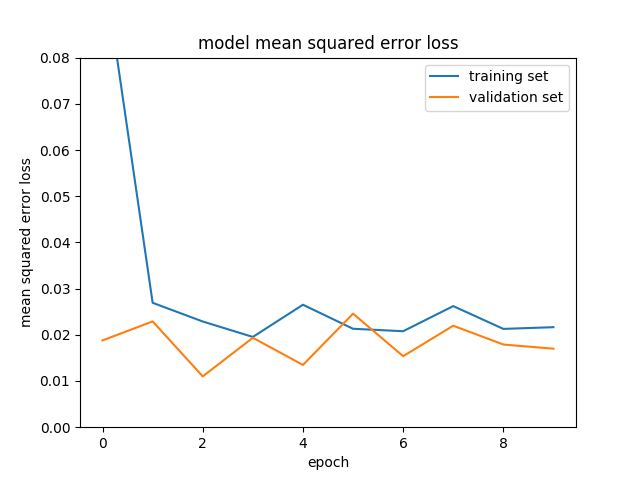 model mean squared error loss
training set
validation set
0.08
0.07
0.06
0.05
0.04
0.03
0.02
0.01
0.00
mean squared error loss
0 2 4 6 8
epoch